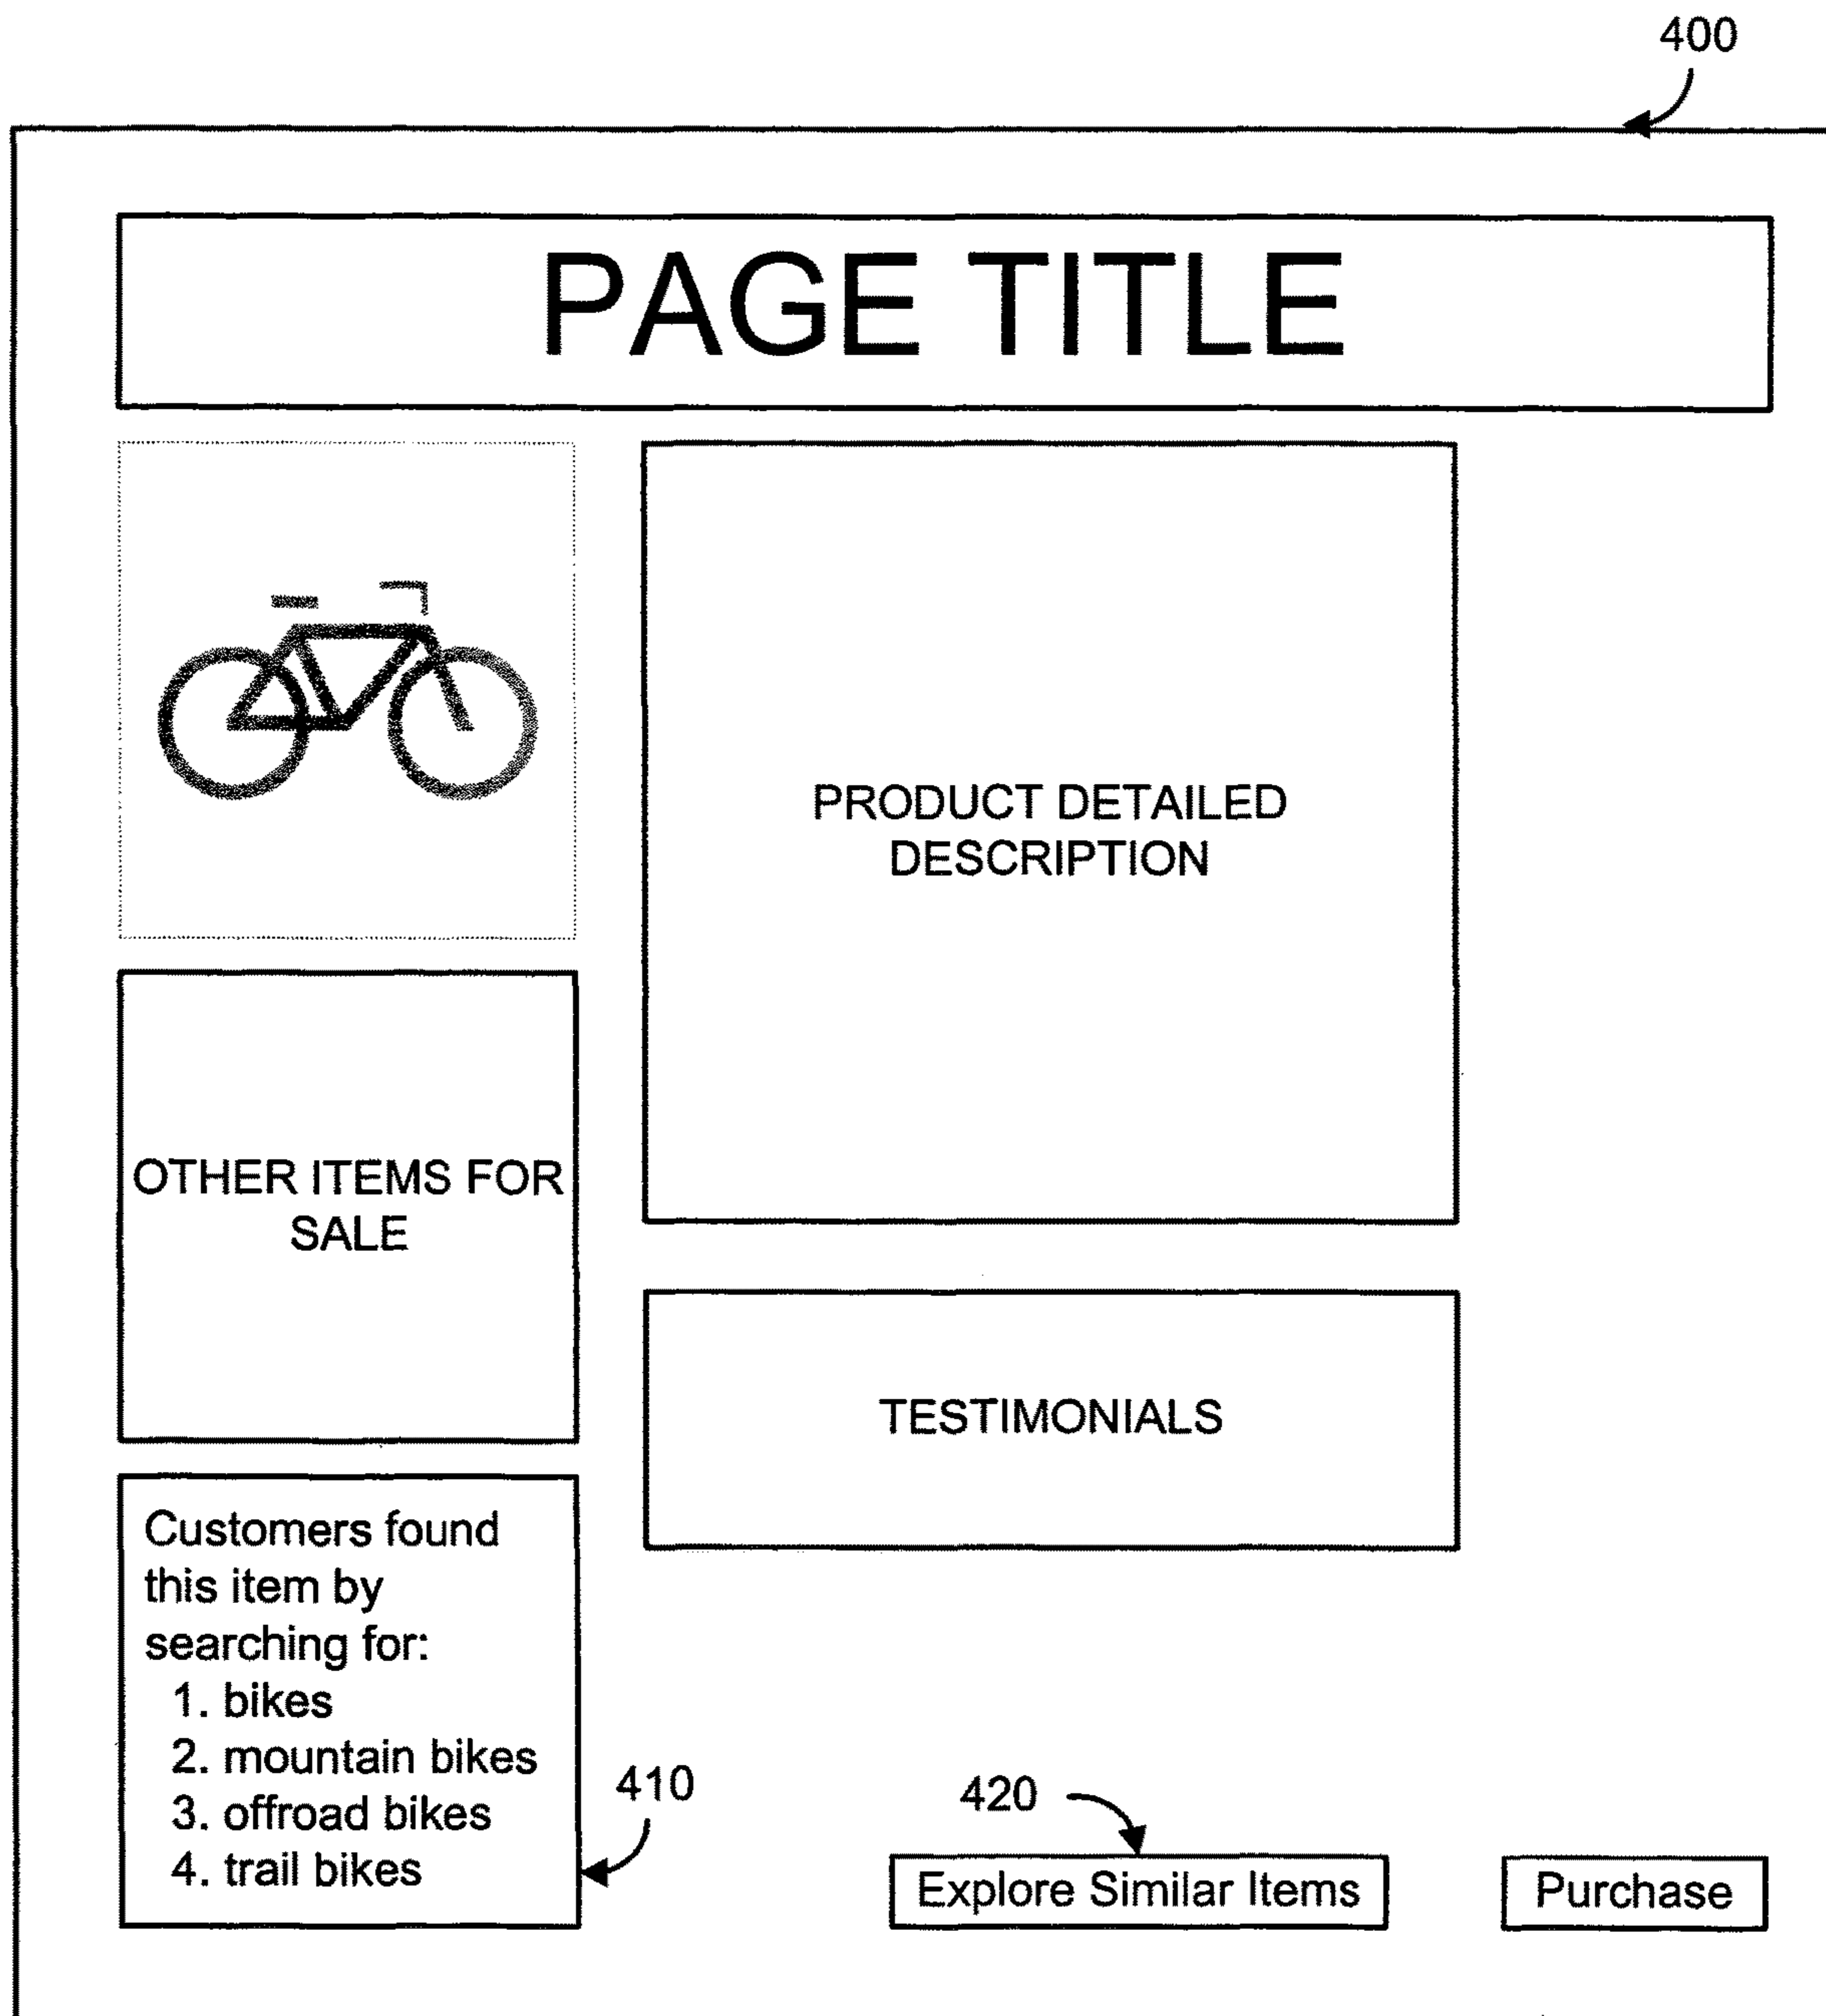 400
PAGE TITLE
PRODUCT DETAILED
DESCRIPTION
OTHER ITEMS FOR
SALE
TESTIMONIALS
Customers found
this item by
searching for:
1. bikes
2. mountain bikes
3. offroad bikes
4. trail bikes
410
420
Explore Similar Items
Purchase